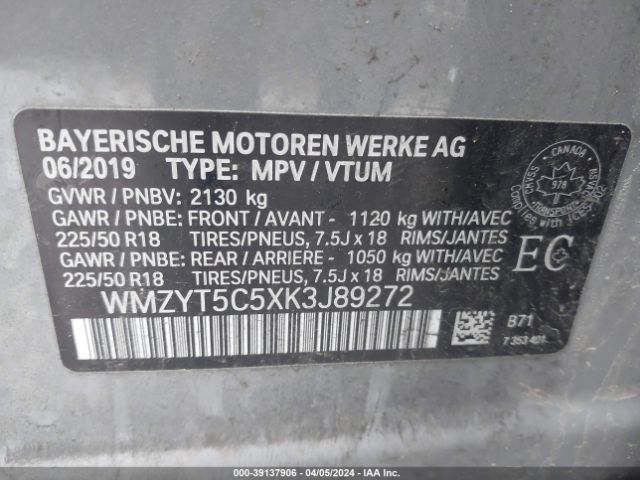 BAYERISCHE MOTOREN WERKE AG
06/2019 TYPE: MPV / VTUM
GVWR / PNBV: 2130 kg
GAWR / PNBE: FRONT / AVANT - 1120 kg WITH/AVEC
225/50 R18 TIRES/PNEUS, 7.5J x 18 RIMS/JANTES
GAWR / PNBE: REAR / ARRIERE - 1050 kg WITH/AVEC
225/50 R18 TIRES/PNEUS, 7.5J x 18 RIMS/JANTES
WMZYT5C5XK3J89272
CANADA
978
TRANSPORT
Complies with
EC
B71
7 353 401
000-39137906 - 04/05/2024 - IAA Inc.